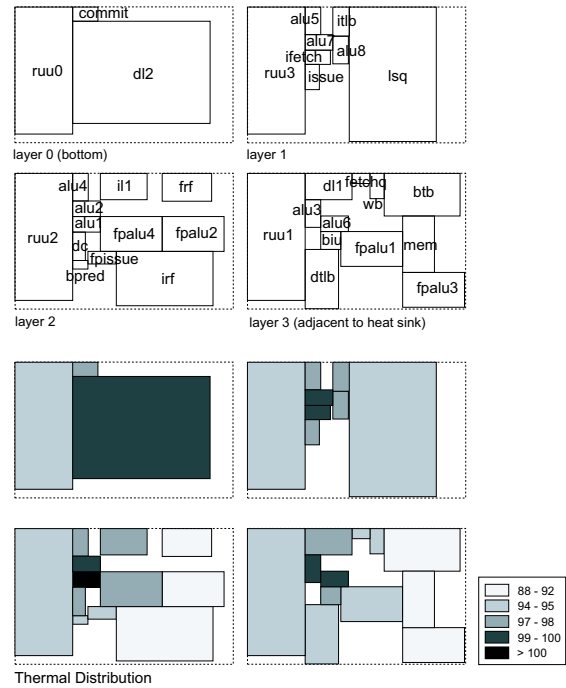 commit
ruu0
dl2
layer 0 (bottom)
alu5
itlb
alu7
alu8
ifetch
ruu3
issue
lsq
layer 1
alu4
il1
frf
alu2
alu1
ruu2
fpalu4
fpalu2
dc
fpissue
bpred
irf
layer 2
dl1
fetchq
btb
wb
alu3
alu6
ruu1
biu
fpalu1
mem
dtlb
fpalu3
layer 3 (adjacent to heat sink)
88 - 92
94 - 95
97 - 98
99 - 100
> 100
Thermal Distribution